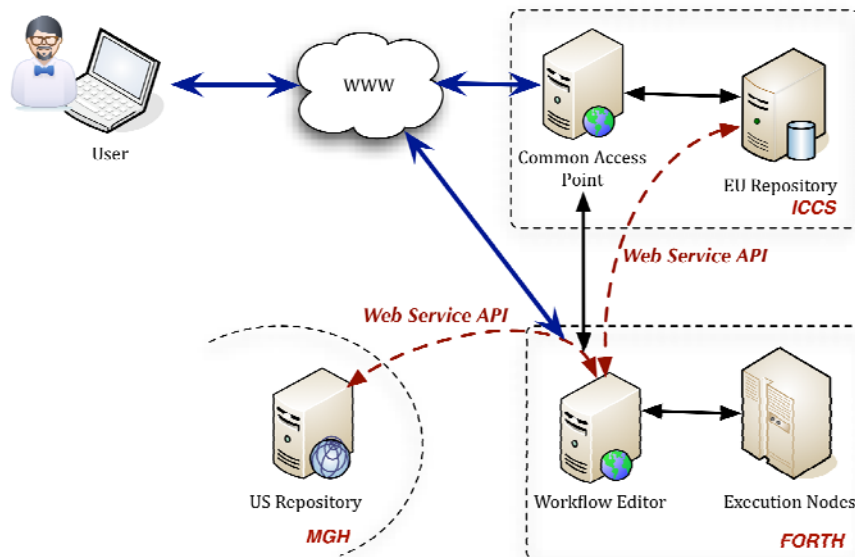 WWW
User
Common Access
Point
EU Repository
ICCS
Web Service API
Web Service API
US Repository
MGH
Workflow Editor
Execution Nodes
FORTH